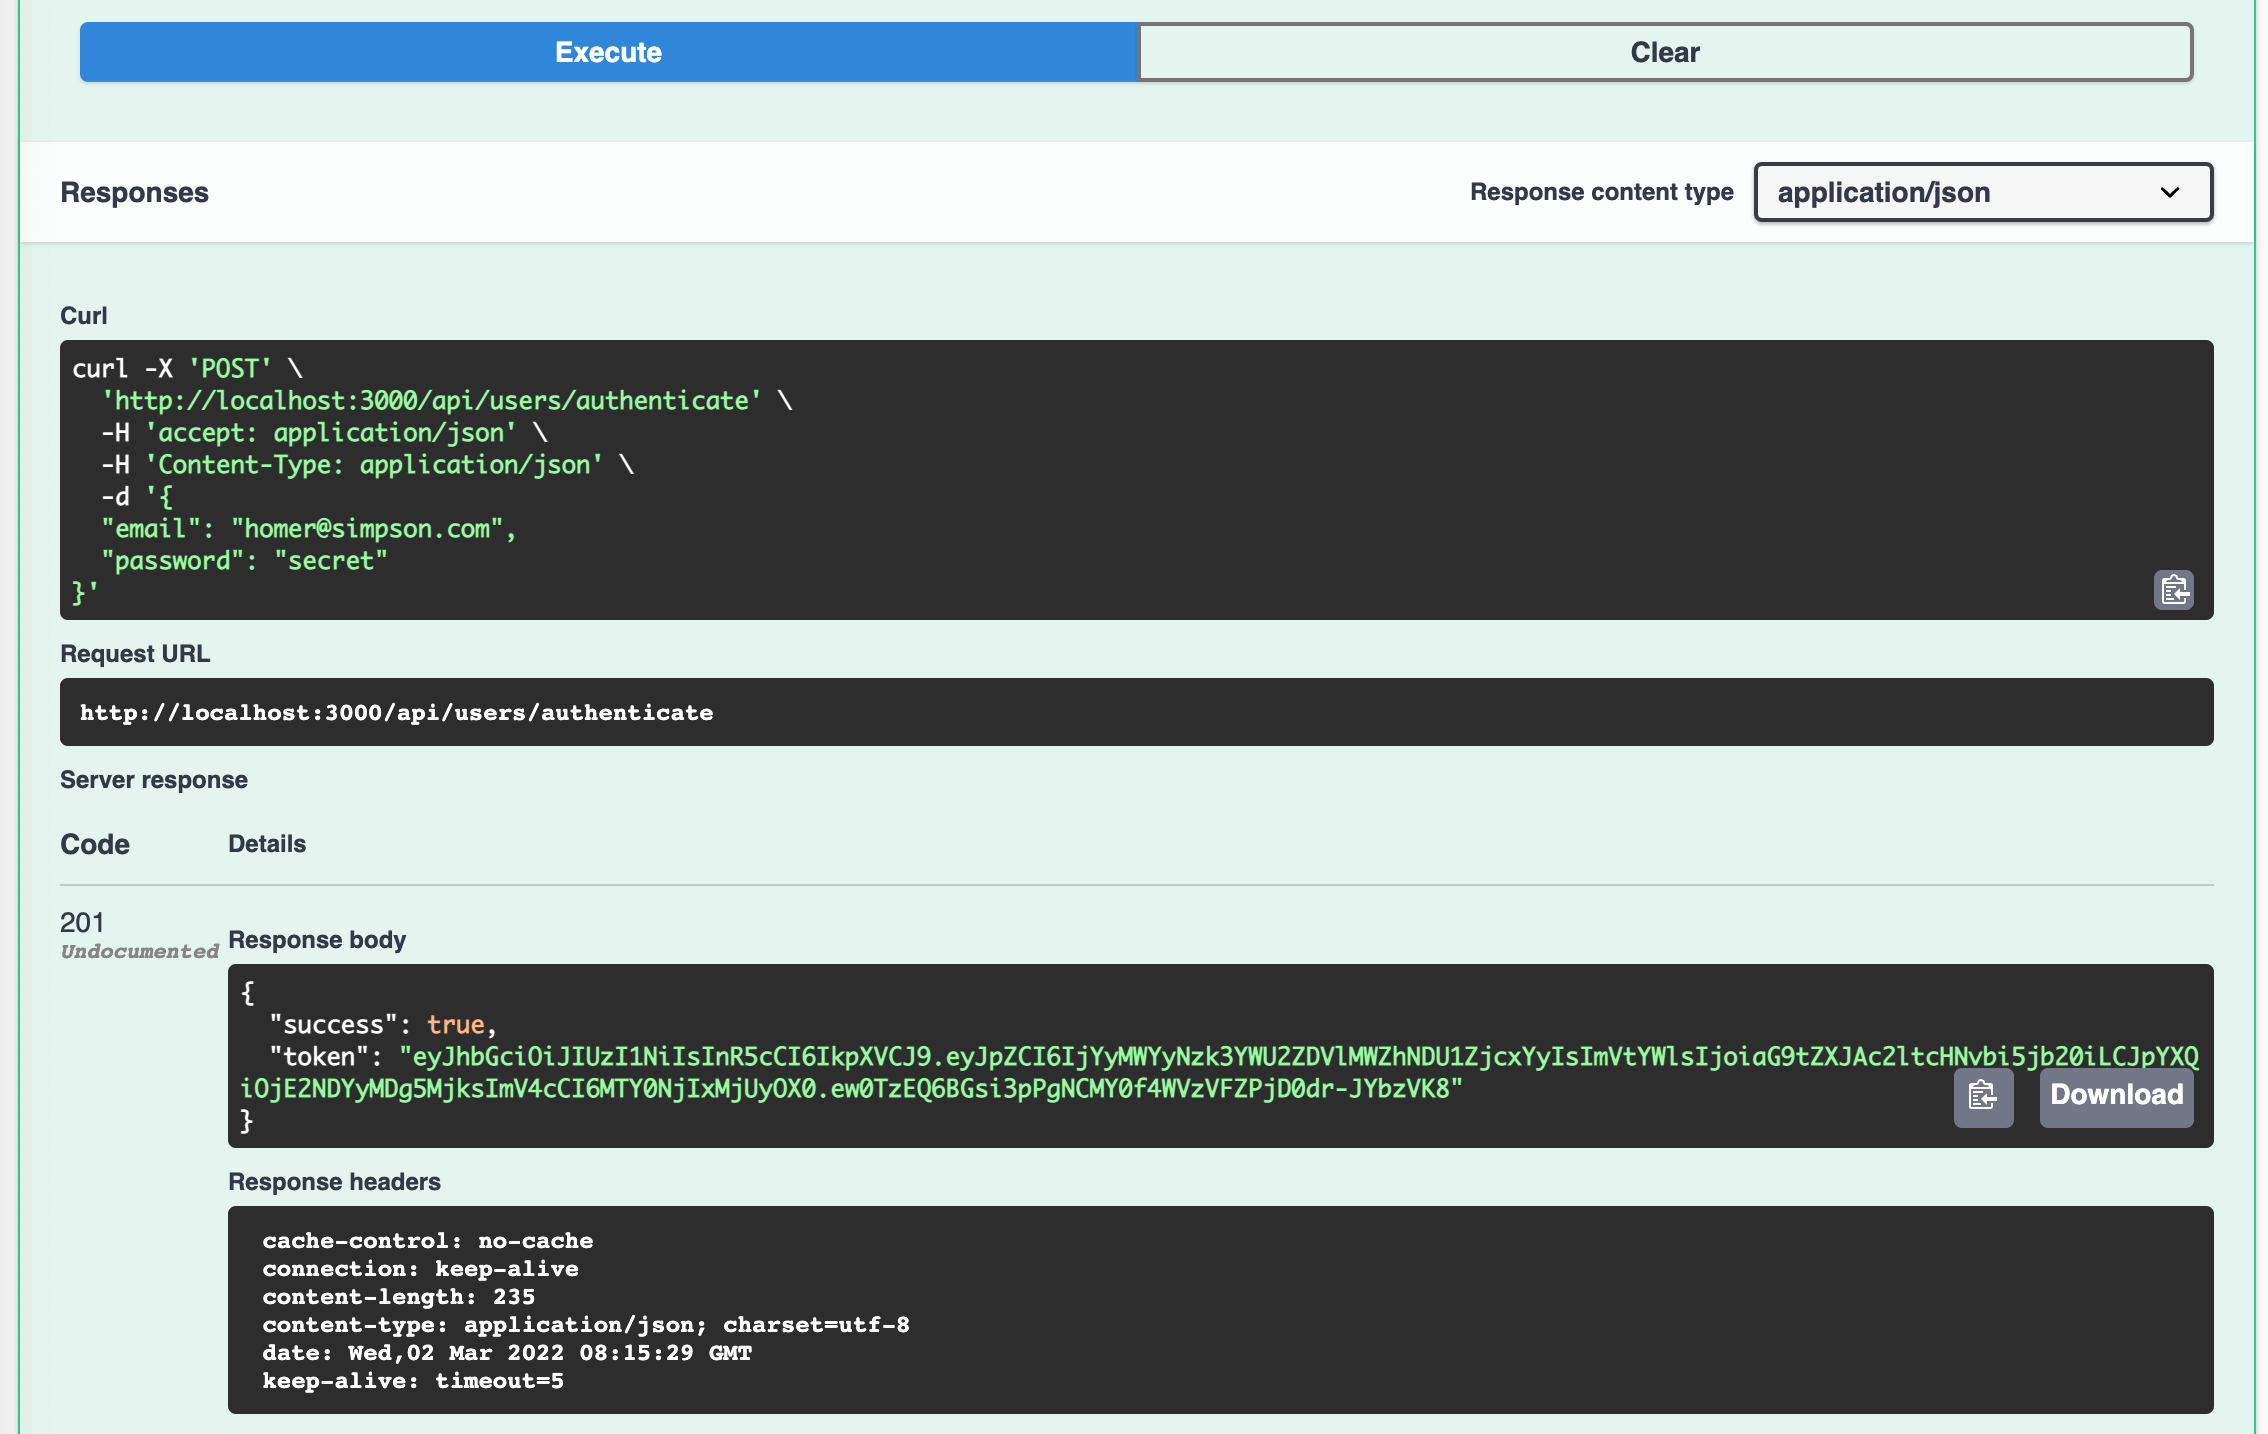 Execute
Clear
Responses
Response content type
application/json
Curl
curl -X 'POST' \
  'http://localhost:3000/api/users/authenticate' \
  -H 'accept: application/json' \
  -H 'Content-Type: application/json' \
  -d '{
  "email": "homer@simpson.com",
  "password": "secret"
}'
Request URL
http://localhost:3000/api/users/authenticate
Server response
Code
Details
201
Undocumented
Response body
{
  "success": true,
  "token": "eyJhbGciOiJIUzI1NiIsInR5cCI6IkpXVCJ9.eyJpZCI6IjYyMWYyNzk3YWU2ZDVlMWZhNDU1ZjcxYyIsImVtYWlsIjoiaG9tZXJAc2ltcHNvbi5jb20iLCJpYXQ
iOjE2NDYyMDg5MjksImV4cCI6MTY0NjIxMjUyOX0.ew0TzEQ6BGsi3pPgNCMY0f4WVzVFZPjD0dr-JYbzVK8"
}
Download
Response headers
cache-control: no-cache
connection: keep-alive
content-length: 235
content-type: application/json; charset=utf-8
date: Wed,02 Mar 2022 08:15:29 GMT
keep-alive: timeout=5